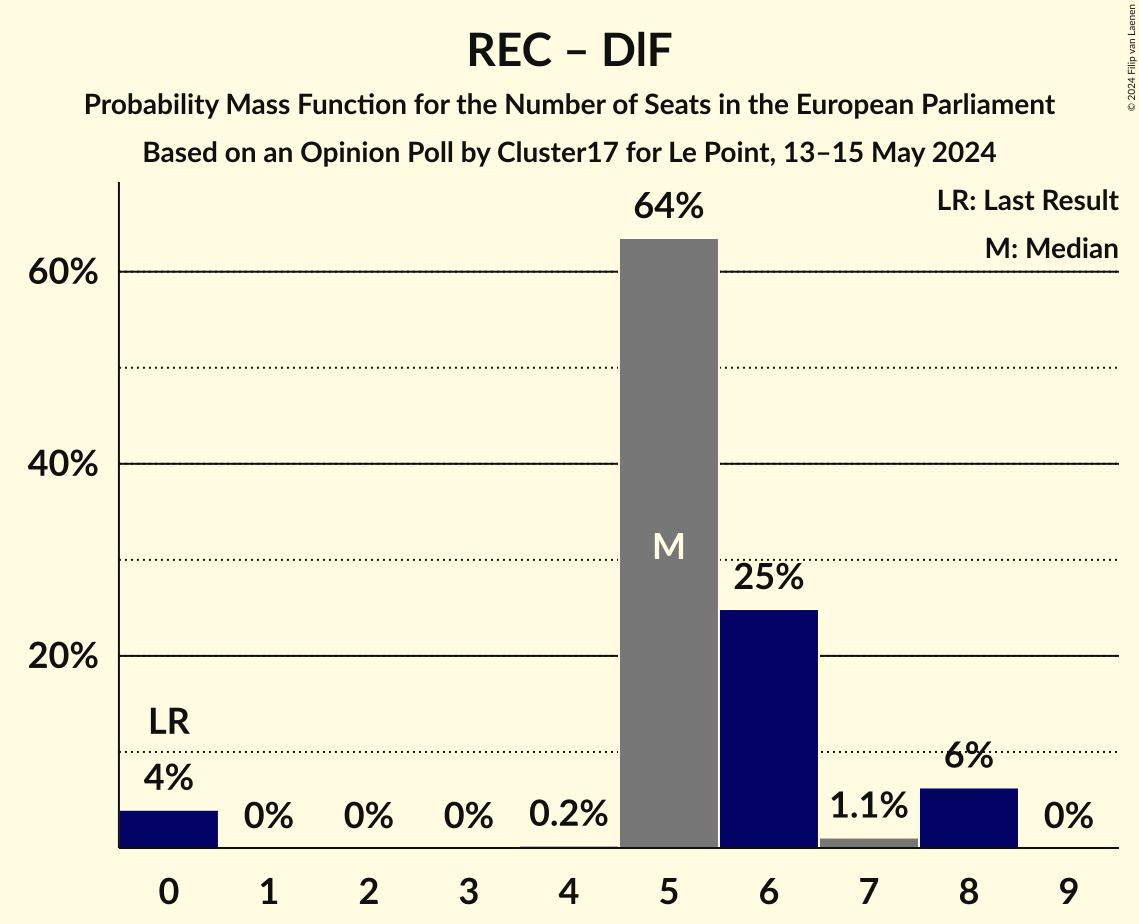 REC – DlF
Probability Mass Function for the Number of Seats in the European Parliament
Based on an Opinion Poll by Cluster17 for Le Point, 13–15 May 2024
© 2024 Filip van Laenen
LR: Last Result
M: Median
64%
60%
40%
M
25%
20%
LR
6%
4%
1.1%
0%
0%
0%
0.2%
0%
0
1
2
3
4
5
6
7
8
9